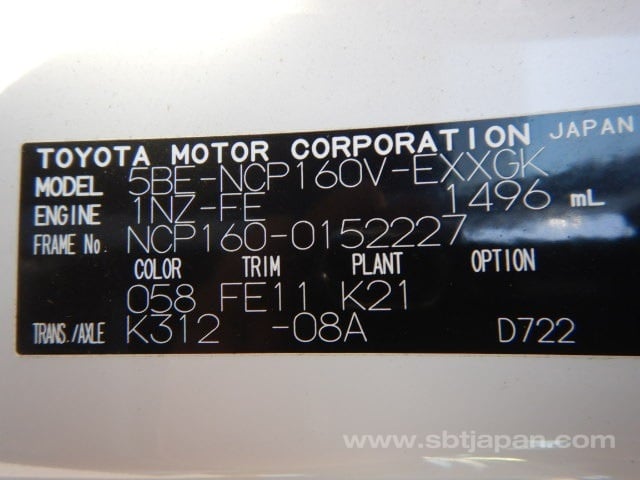 TOYOTA MOTOR CORPORATION JAPAN
MODEL 5BE-NCP160V-EXXGK
ENGINE 1NZ-FE 1496 mL
FRAME No. NCP160-0152227
COLOR TRIM PLANT OPTION
058 FE11 K21
TRANS./AXLE K312 -08A D722
www.sbtjapan.com